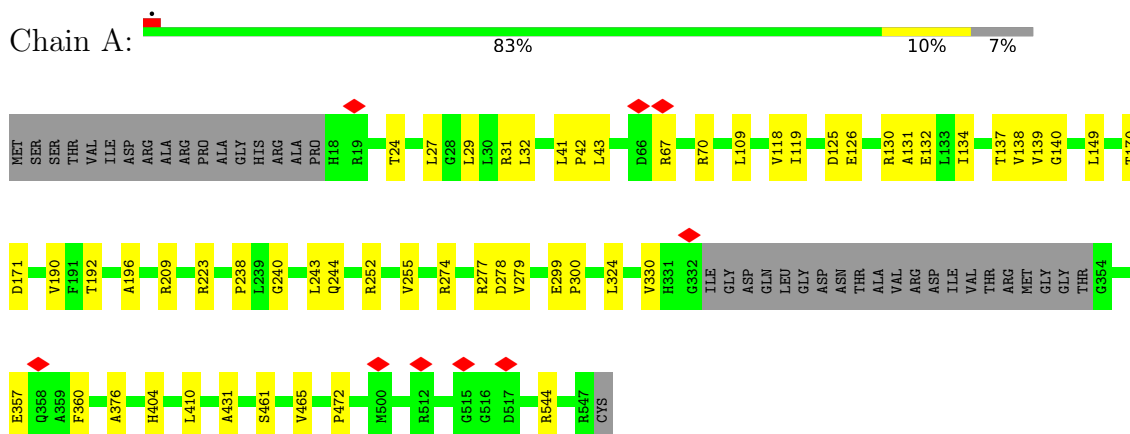 Chain A:
83% 10% 7%
MET SER SER THR VAL ILE ASP ARG ALA ARG PRO ALA GLY HIS ARG ALA PRO H18 R19 T24 L27 G28 L29 L30 R31 L32 L41 P42 L43 D66 R67 R70 L109 V118 I119 D125 E126 R130 A131 E132 L133 I134 T137 V138 V139 G140 L149 T170
D171 V190 F191 T192 A196 R209 R223 P238 L239 G240 L243 Q244 R252 V255 R274 R277 D278 V279 E299 P300 L324 V330 H331 G332 ILE GLY ASP GLN LEU GLY ASP ASN THR ALA VAL ARG ASP ILE VAL THR ARG MET GLY GLY THR G354
E357 Q358 A359 F360 A376 H404 L410 A431 S461 V465 P472 M500 R512 G515 G516 D517 R544 R547 CYS